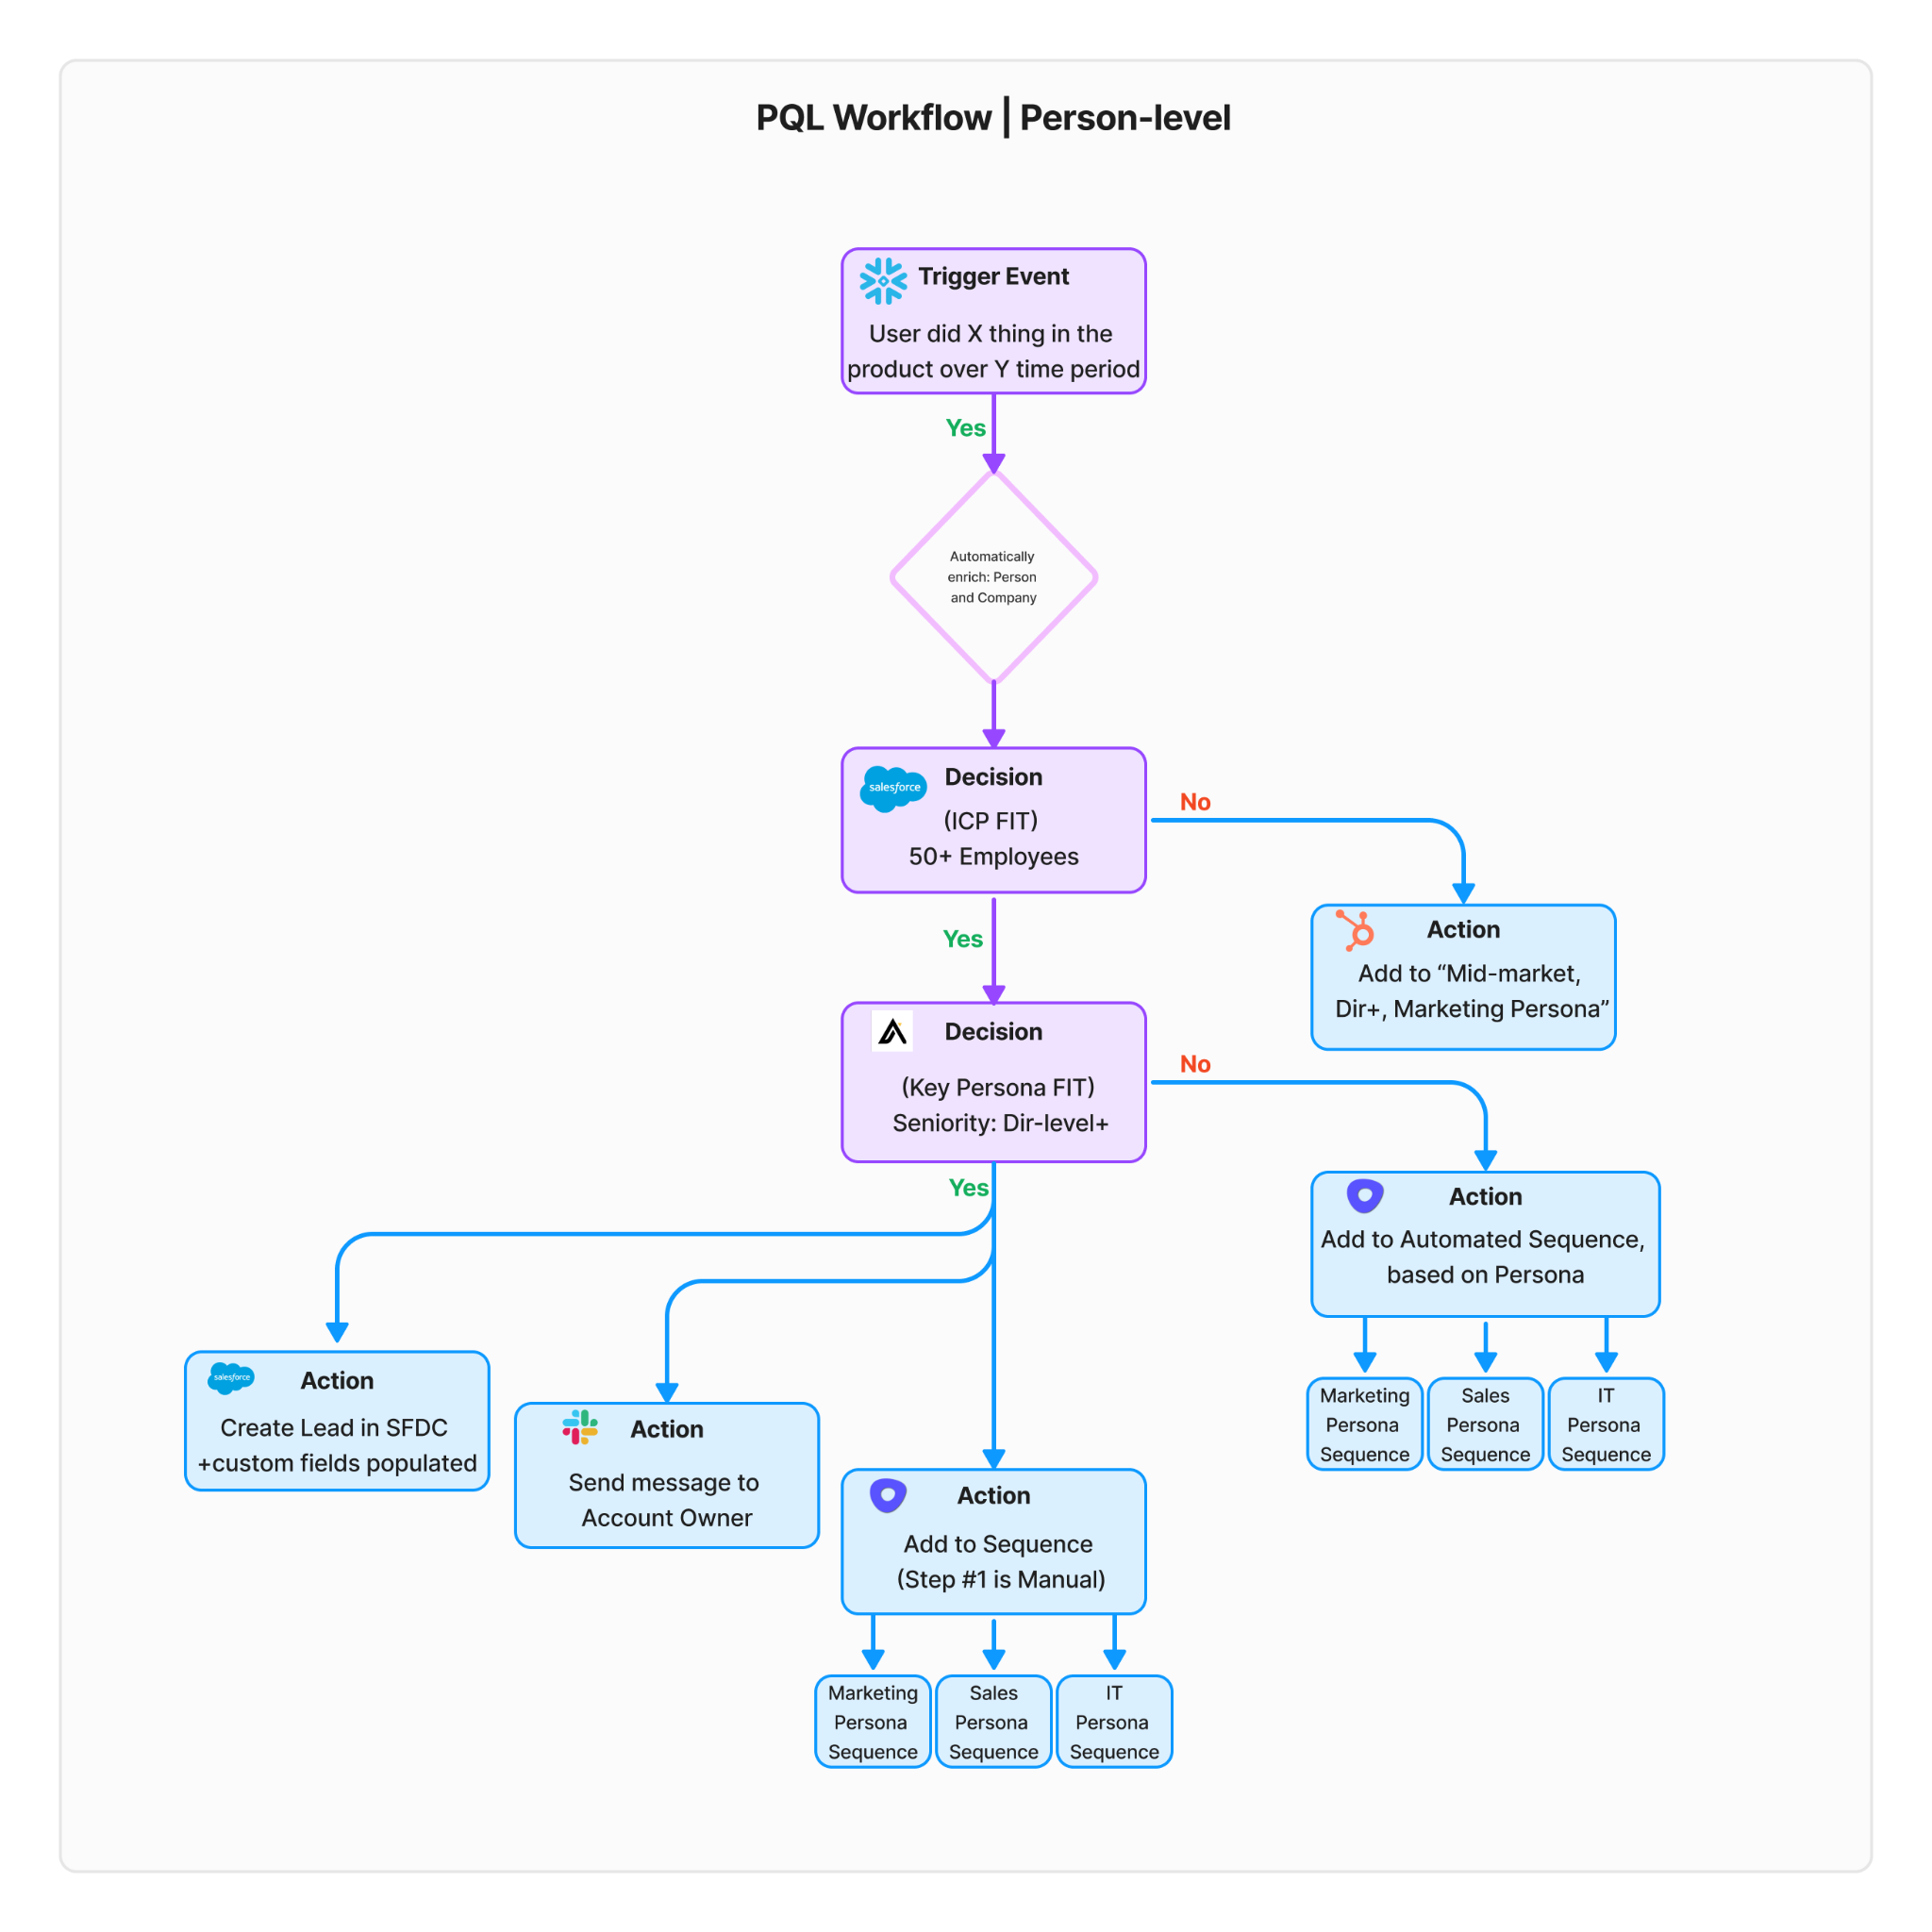 PQL Workflow | Person-level
Trigger Event
User did X thing in the
product over Y time period
Yes
Automatically
enrich: Person
and Company
salesforce
Decision
(ICP FIT)
50+ Employees
No
Yes
Action
Add to “Mid-market,
Dir+, Marketing Persona”
Decision
(Key Persona FIT)
Seniority: Dir-level+
No
Yes
Action
Add to Automated Sequence,
based on Persona
Marketing
Persona
Sequence
Sales
Persona
Sequence
IT
Persona
Sequence
salesforce
Action
Create Lead in SFDC
+custom fields populated
Action
Send message to
Account Owner
Action
Add to Sequence
(Step #1 is Manual)
Marketing
Persona
Sequence
Sales
Persona
Sequence
IT
Persona
Sequence